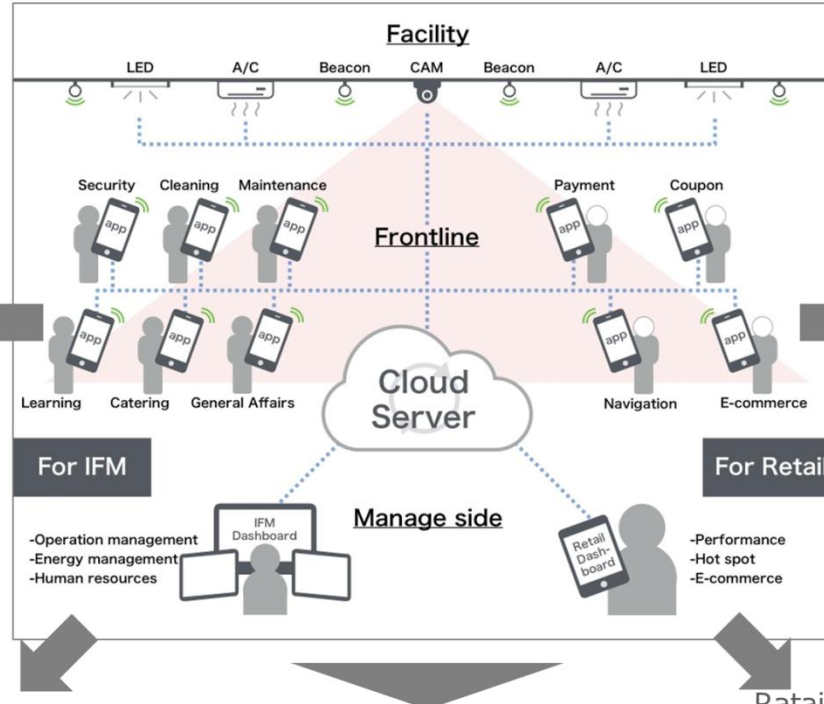 Facility
LED
A/C
Beacon
CAM
Beacon
A/C
LED
Security
Cleaning
Maintenance
Payment
Coupon
app
app
app
app
app
Frontline
app
app
app
app
app
Learning
Catering
General Affairs
Navigation
E-commerce
Cloud
Server
For IFM
For Retail
Manage side
IFM
Dashboard
-Operation management
-Energy management
-Human resources
Retail
Dash-
board
-Performance
-Hot spot
-E-commerce